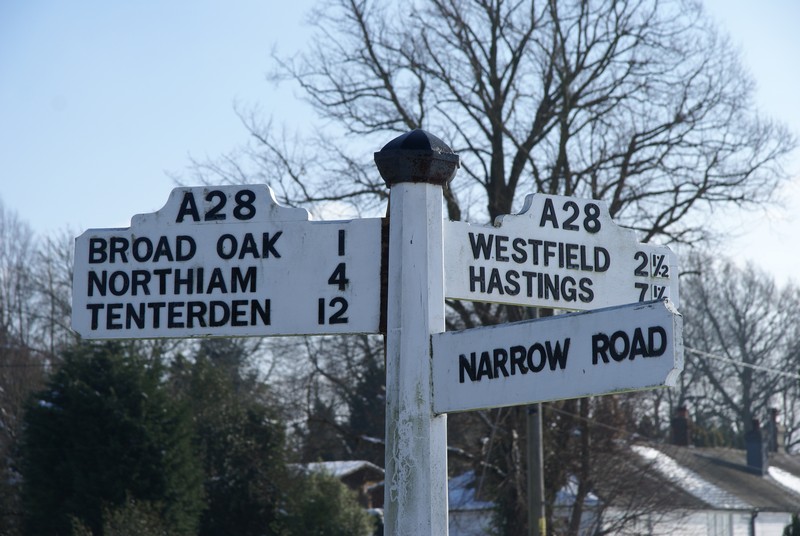 A28
BROAD OAK 1
NORTHIAM 4
TENTERDEN 12
A28
WESTFIELD 2½
HASTINGS 7½
NARROW ROAD